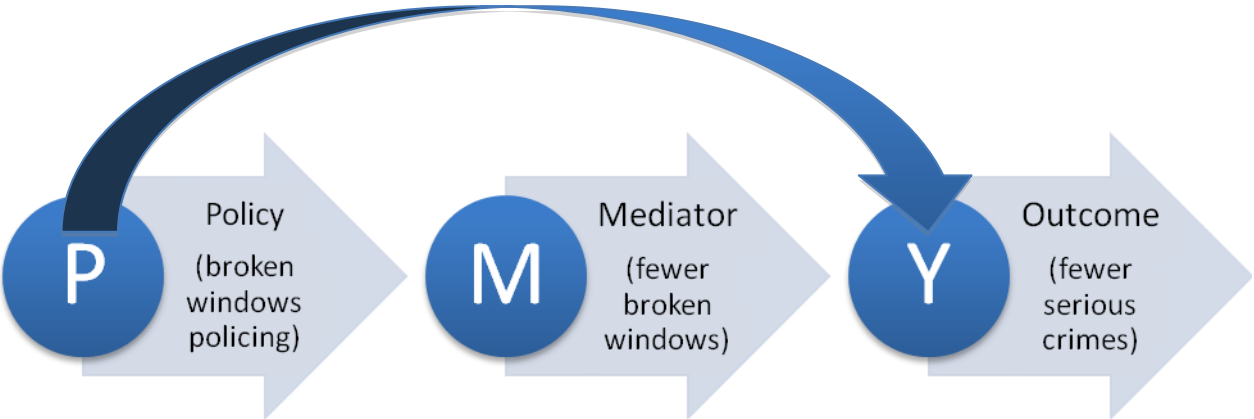 P
Policy
(broken
windows
policing)
M
Mediator
(fewer
broken
windows)
Y
Outcome
(fewer
serious
crimes)